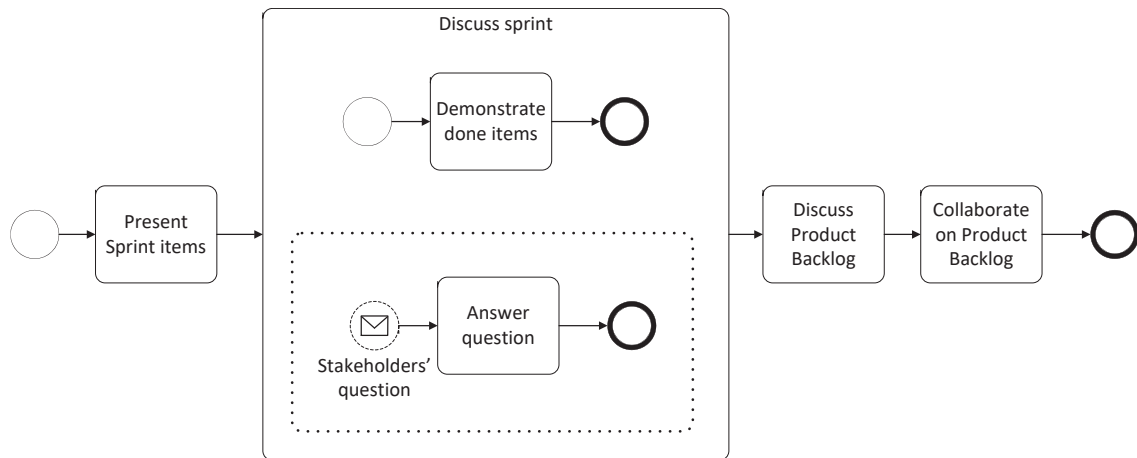 Discuss sprint
Demonstrate
done items
Present
Sprint items
Stakeholders’
question
Answer
question
Discuss
Product
Backlog
Collaborate
on Product
Backlog